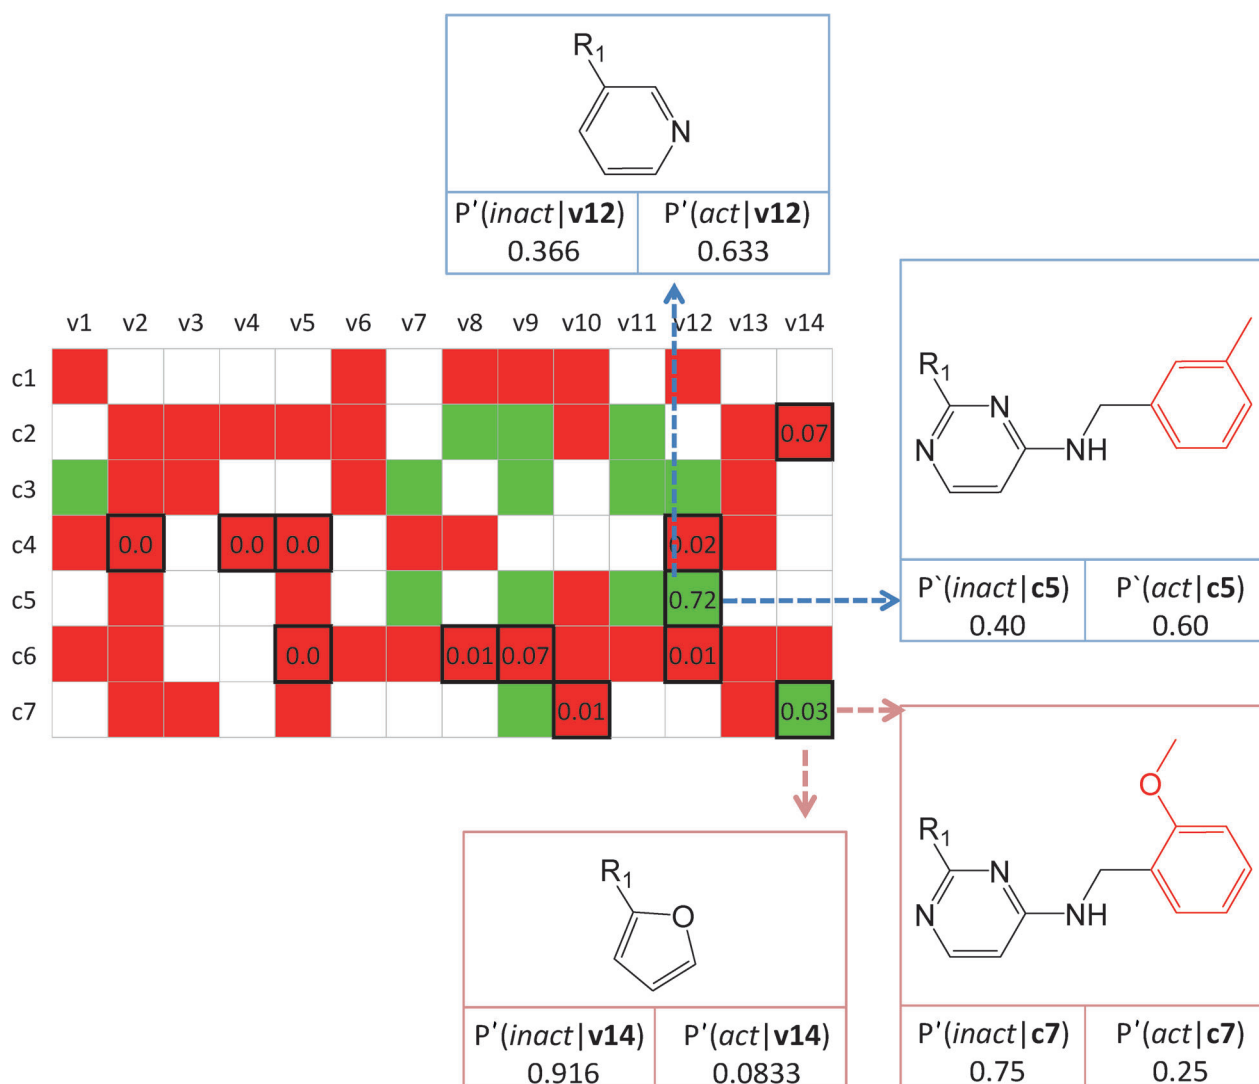 R1
N
P'(inact|v12) P'(act|v12)
0.366 0.633
v1 v2 v3 v4 v5 v6 v7 v8 v9 v10 v11 v12 v13 v14
c1
c2 0.07
c3
c4 0.0 0.0 0.0 0.02
c5 0.72
c6 0.0 0.01 0.07 0.01
c7 0.01 0.03
R1
N
N
NH
P`(inact|c5) P`(act|c5)
0.40 0.60
O
R1
N
N
NH
P'(inact|c7) P'(act|c7)
0.75 0.25
R1
O
P'(inact|v14) P'(act|v14)
0.916 0.0833